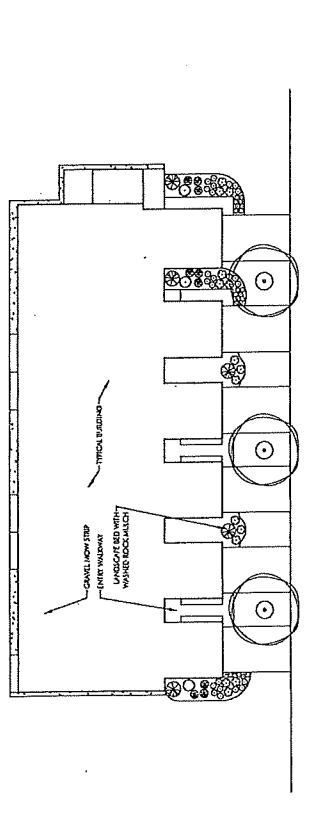 TYPICAL BUILDING
GRAVEL MOW STRIP
ENTRY WALKWAY
LANDSCAPE BED WITH
WASHED ROCK MULCH